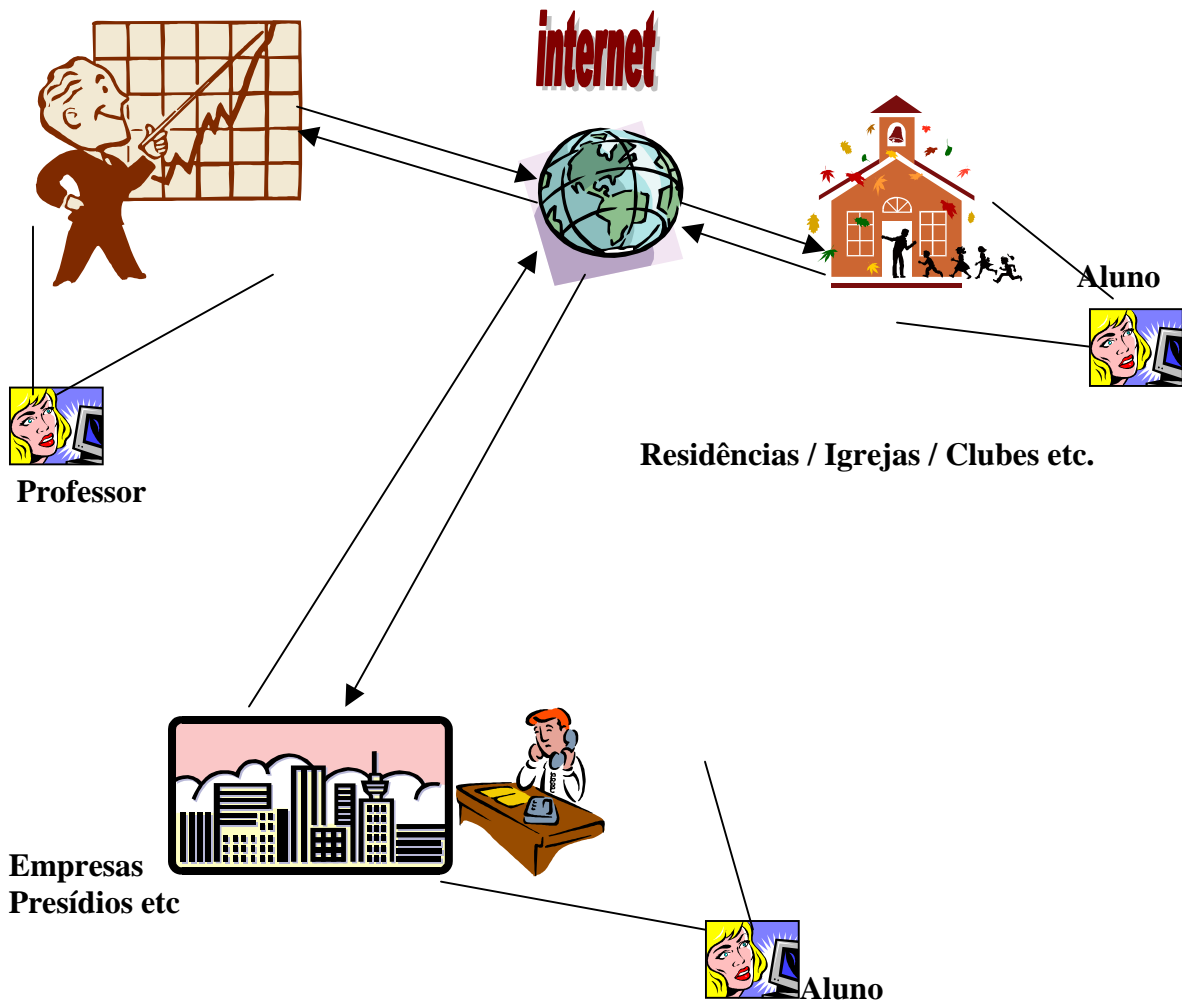 internet
Aluno
Residências / Igrejas / Clubes etc.
Professor
Empresas
Presídios etc
Aluno